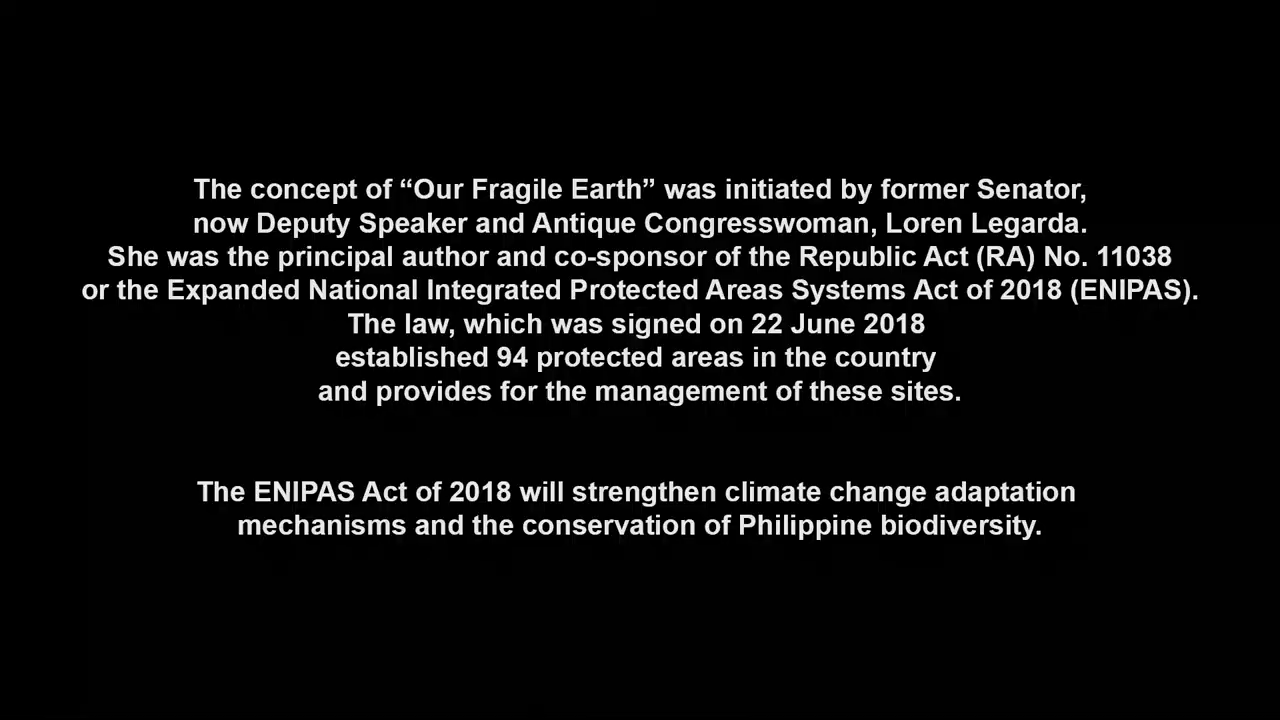 The concept of “Our Fragile Earth” was initiated by former Senator,
now Deputy Speaker and Antique Congresswoman, Loren Legarda.
She was the principal author and co-sponsor of the Republic Act (RA) No. 11038
or the Expanded National Integrated Protected Areas Systems Act of 2018 (ENIPAS).
The law, which was signed on 22 June 2018
established 94 protected areas in the country
and provides for the management of these sites.
The ENIPAS Act of 2018 will strengthen climate change adaptation
mechanisms and the conservation of Philippine biodiversity.